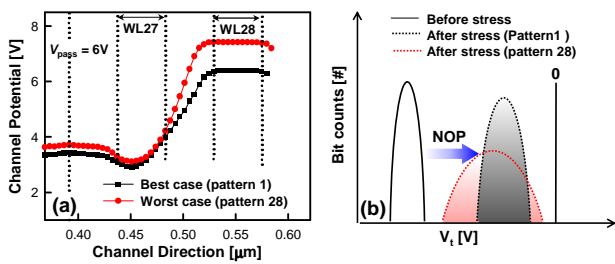 WL27
WL28
Vpass = 6V
Channel Potential [V]
8
6
4
2
Best case (pattern 1)
Worst case (pattern 28)
(a)
0.40
0.45
0.50
0.55
0.60
Channel Direction [μm]
Before stress
After stress (Pattern1 )
After stress (pattern 28)
0
NOP
Bit counts [#]
(b)
Vt [V]